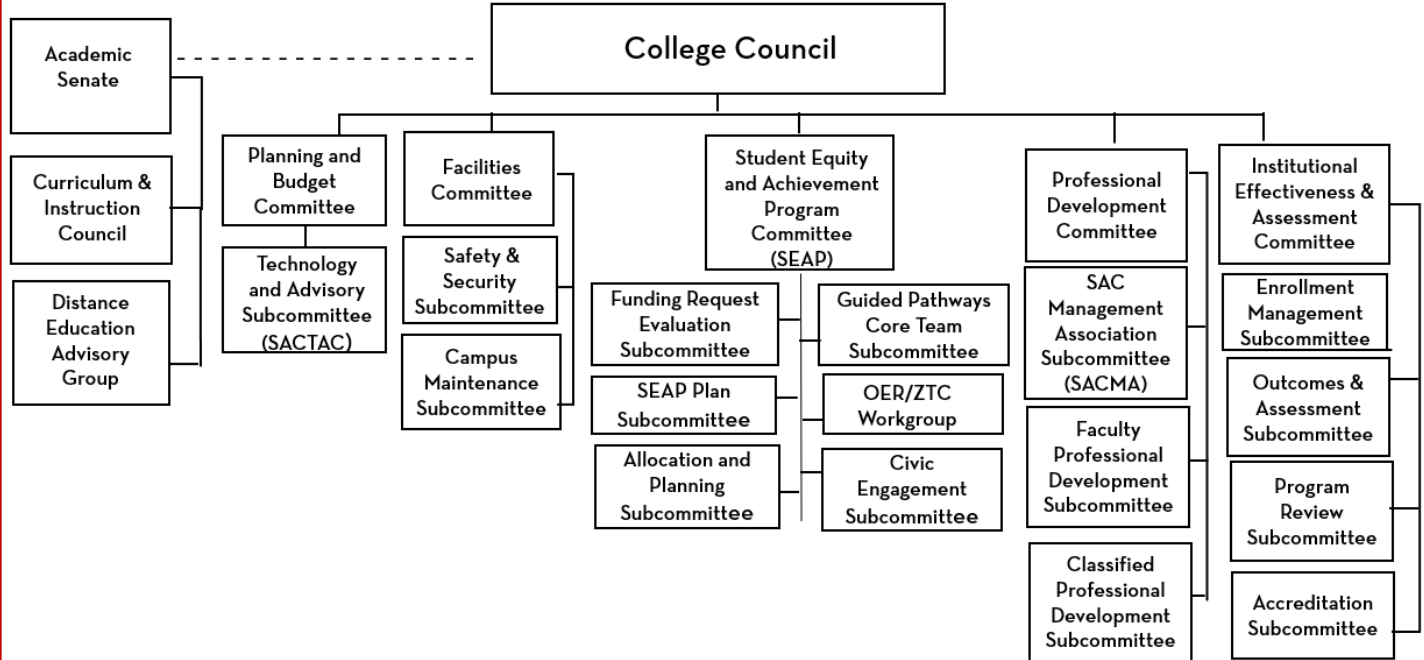 College Council
Academic
Senate
Curriculum &
Instruction
Council
Distance
Education
Advisory
Group
Planning and
Budget
Committee
Technology
and Advisory
Subcommittee
(SACTAC)
Facilities
Committee
Safety &
Security
Subcommittee
Campus
Maintenance
Subcommittee
Student Equity
and Achievement
Program
Committee
(SEAP)
Funding Request
Evaluation
Subcommittee
SEAP Plan
Subcommittee
Allocation and
Planning
Subcommittee
Guided Pathways
Core Team
Subcommittee
OER/ZTC
Workgroup
Civic
Engagement
Subcommittee
Professional
Development
Committee
SAC
Management
Association
Subcommittee
(SACMA)
Faculty
Professional
Development
Subcommittee
Classified
Professional
Development
Subcommittee
Institutional
Effectiveness &
Assessment
Committee
Enrollment
Management
Subcommittee
Outcomes &
Assessment
Subcommittee
Program
Review
Subcommittee
Accreditation
Subcommittee